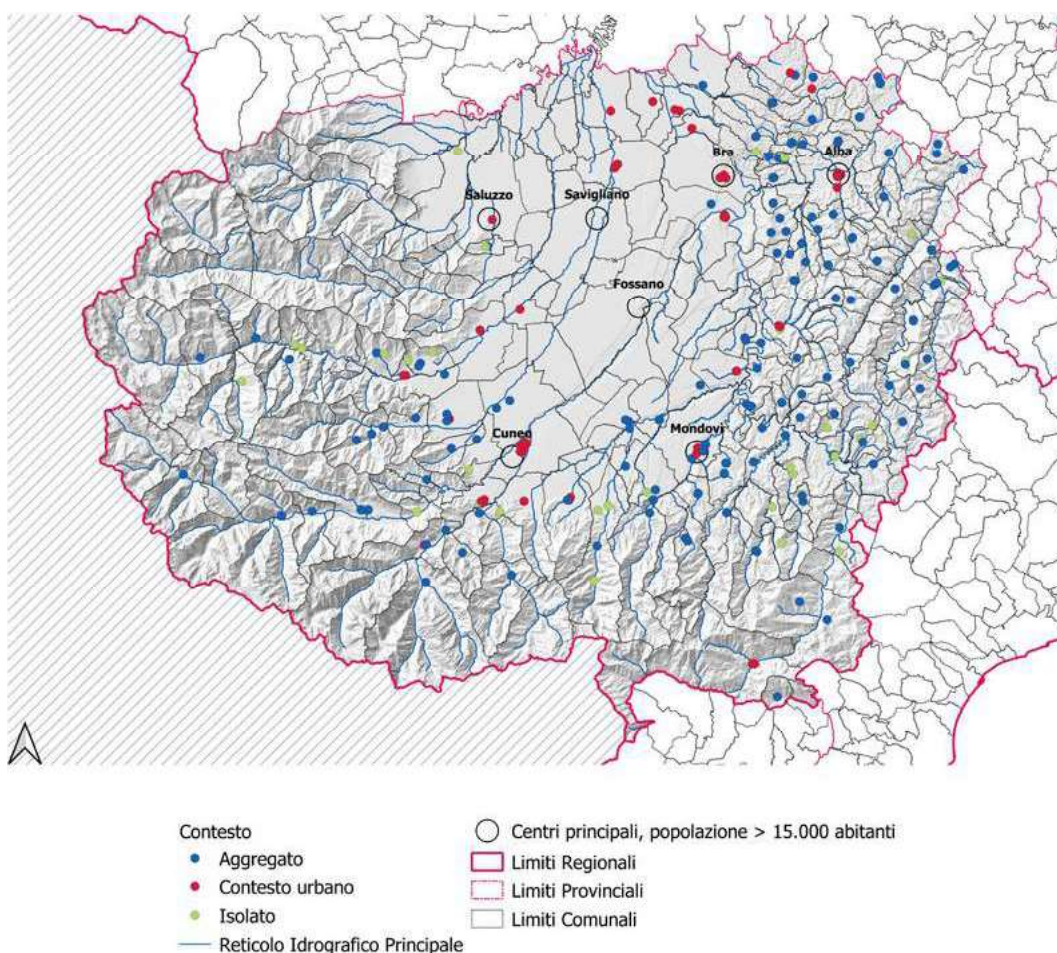 Bra
Alba
Saluzzo
Savigliano
Fossano
Cuneo
Mondovì
Contesto
Aggregato
Contesto urbano
Isolato
Reticolo Idrografico Principale
Centri principali, popolazione > 15.000 abitanti
Limiti Regionali
Limiti Provinciali
Limiti Comunali